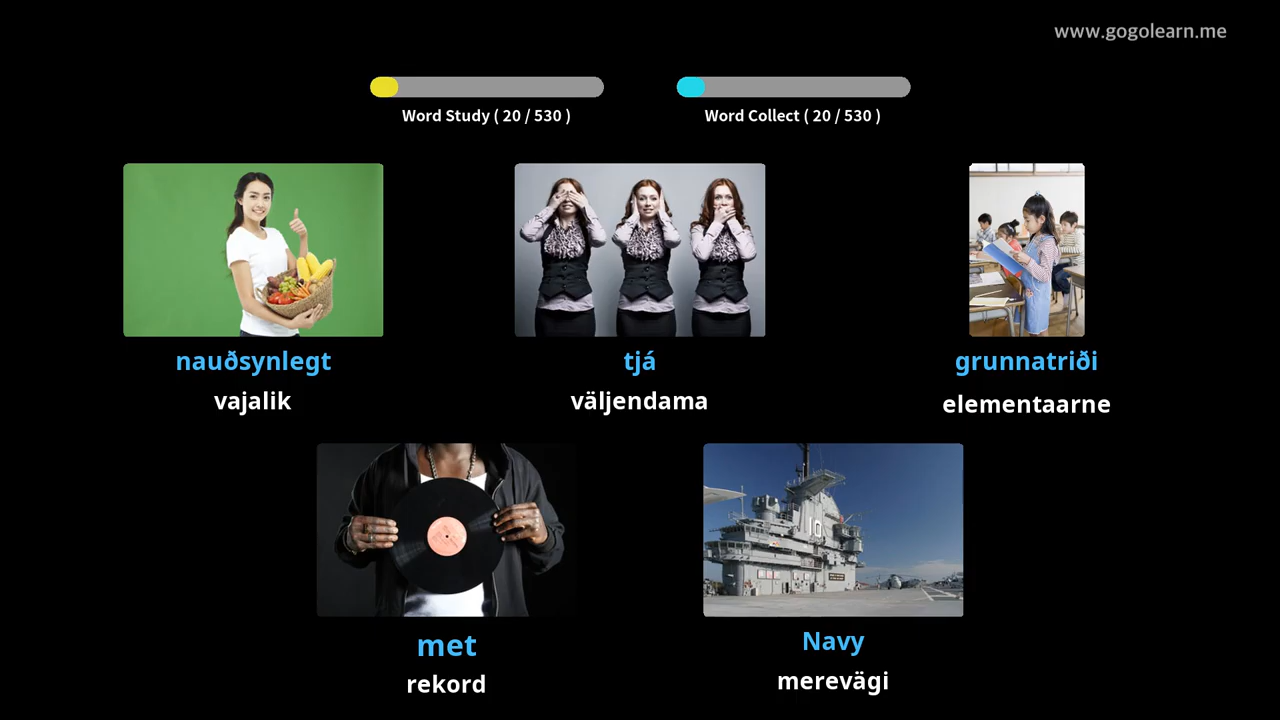 www.gogolearn.me
Word Study ( 20 / 530 )
Word Collect ( 20 / 530 )
nauðsynlegt
vajalik
tjá
väljendama
grunnatriði
elementaarne
met
rekord
Navy
merevägi